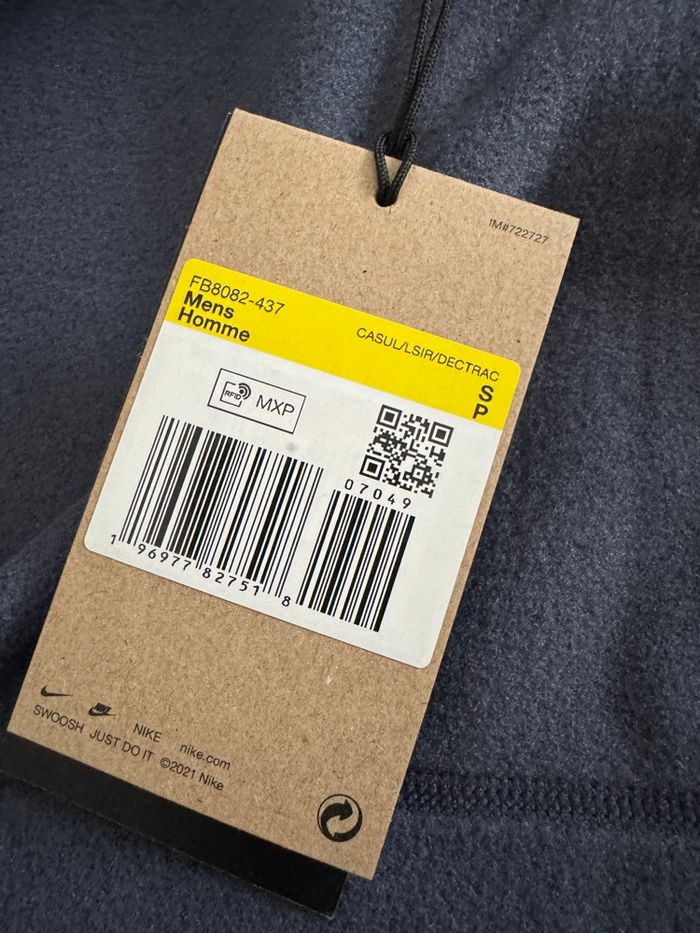 IM#722727
FB8082-437
Mens
Homme
CASUL/LSIR/DECTRAC
S
P
RFID MXP
07049
1 96977 82751 8
NIKE nike.com
SWOOSH JUST DO IT ©2021 Nike